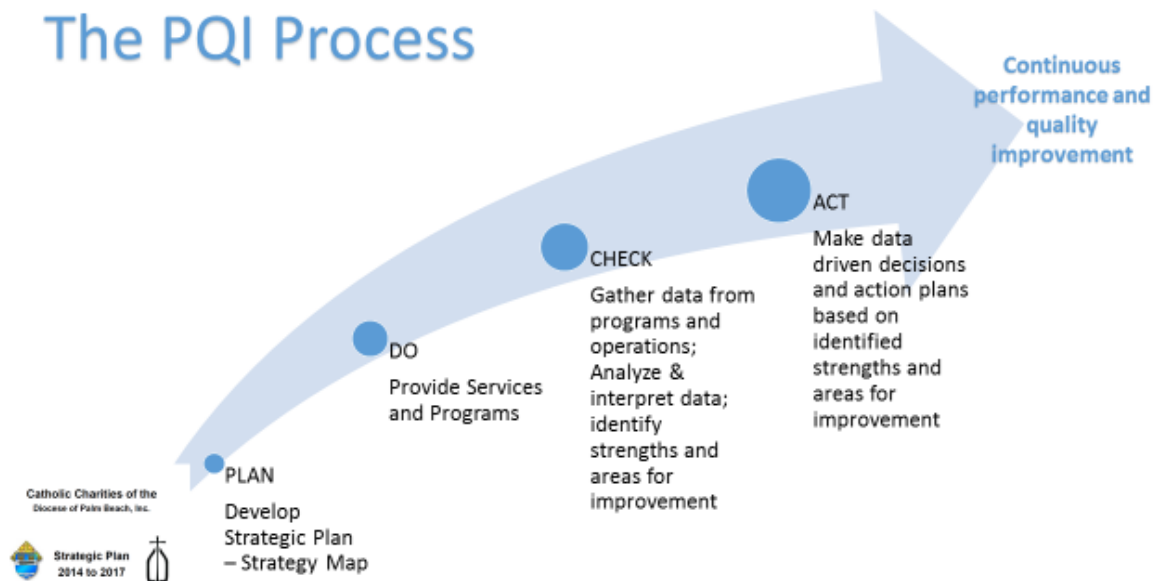 The PQI Process
Continuous
performance and
quality
improvement
ACT
Make data
driven decisions
and action plans
based on
identified
strengths and
areas for
improvement
CHECK
Gather data from
programs and
operations;
Analyze &
interpret data;
identify
strengths and
areas for
improvement
DO
Provide Services
and Programs
PLAN
Develop
Strategic Plan
– Strategy Map
Catholic Charities of the
Diocese of Palm Beach, Inc.
Strategic Plan
2014 to 2017